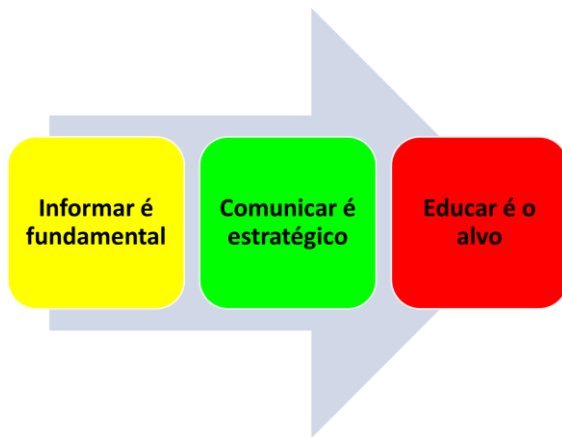 Informar é
fundamental
Comunicar é
estratégico
Educar é o
alvo